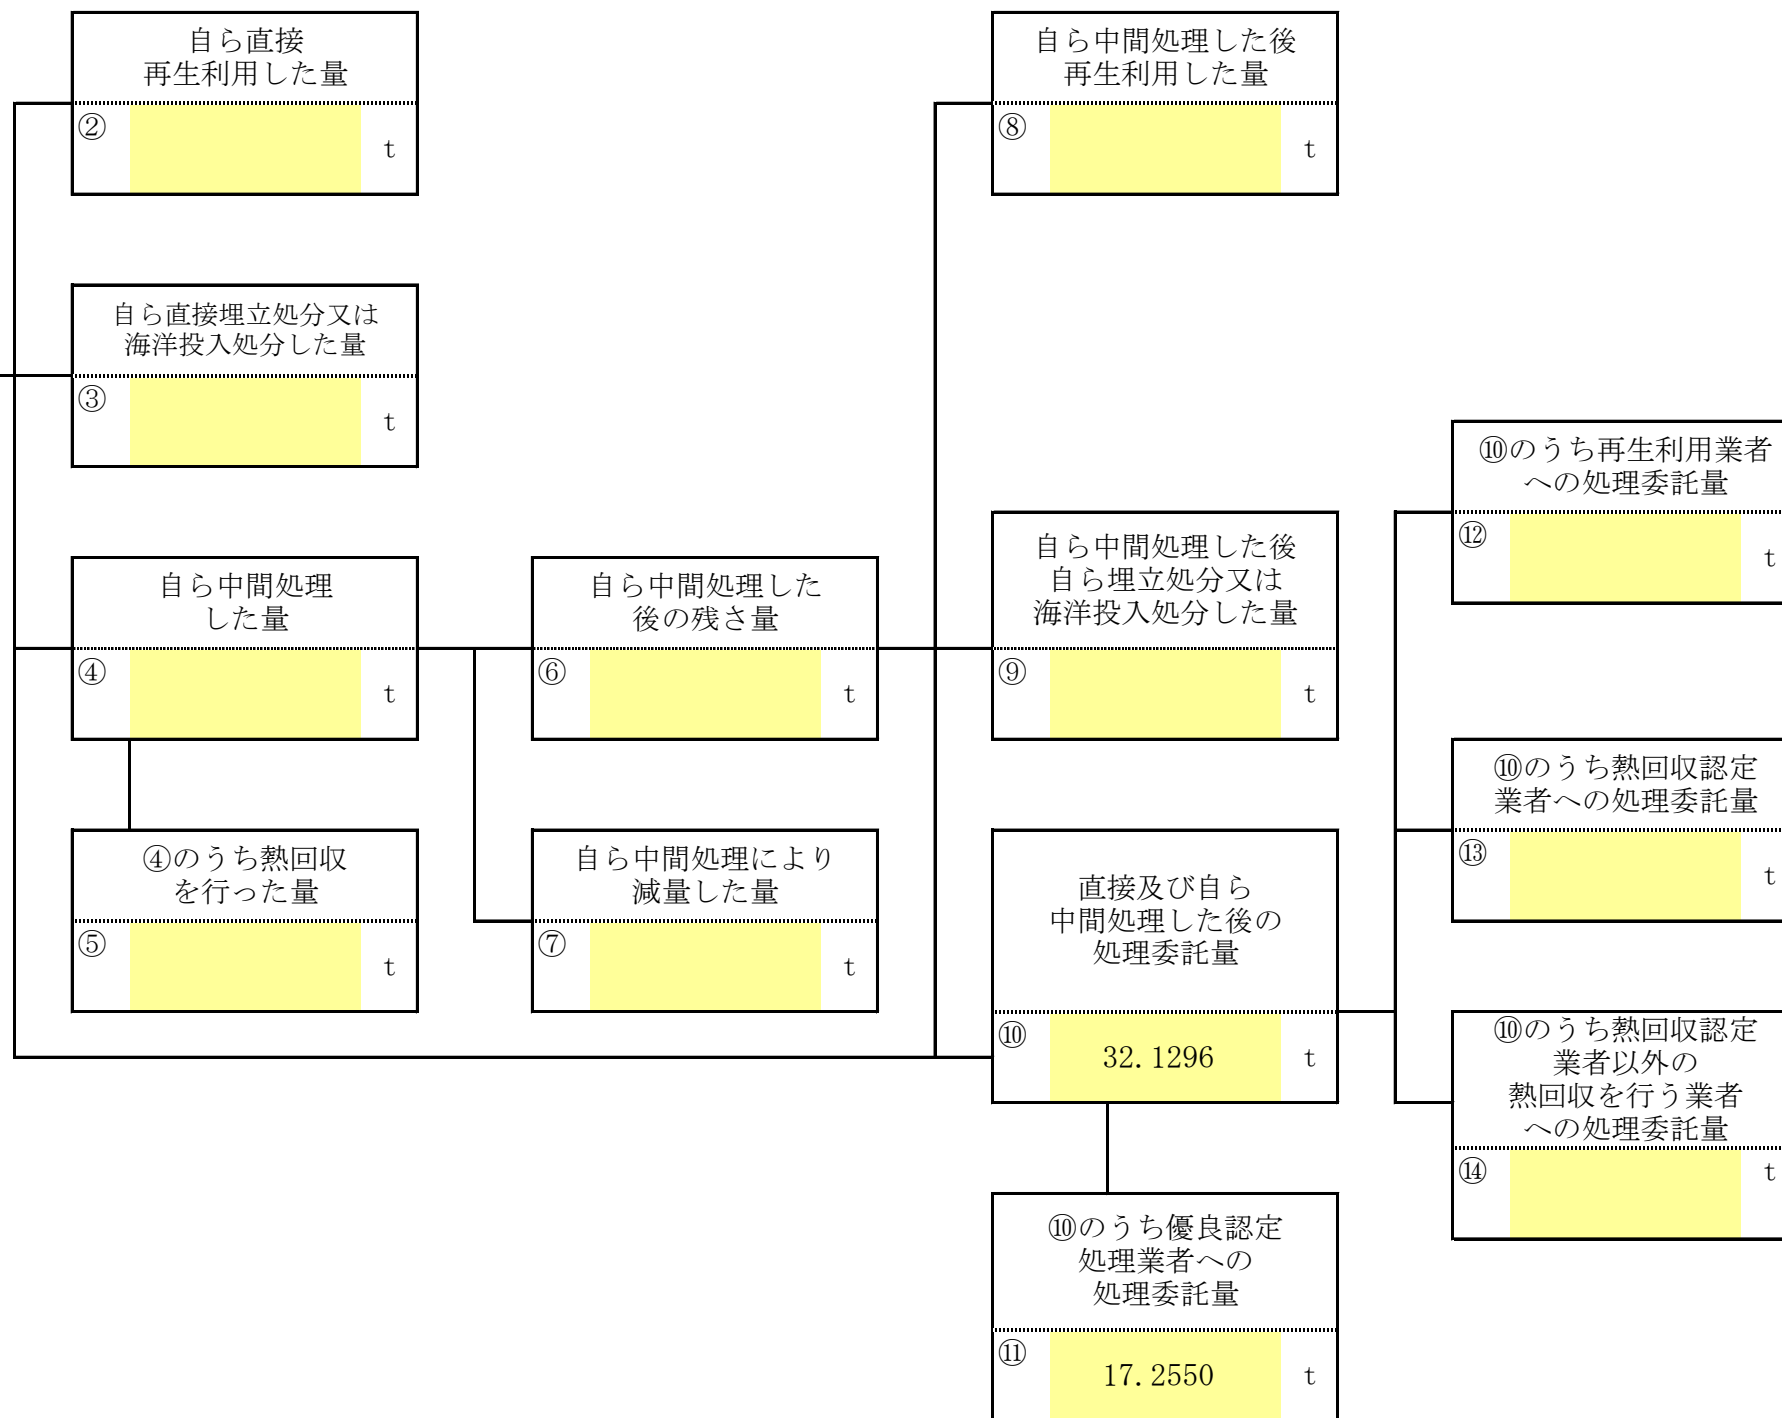 自ら直接
再生利用した量
②
t
自ら中間処理した後
再生利用した量
⑧
t
自ら直接埋立処分又は
海洋投入処分した量
③
t
⑩のうち再生利用業者
への処理委託量
⑫
t
自ら中間処理
した量
④
t
自ら中間処理した
後の残さ量
⑥
t
自ら中間処理した後
自ら埋立処分又は
海洋投入処分した量
⑨
t
⑩のうち熱回収認定
業者への処理委託量
⑬
t
④のうち熱回収
を行った量
⑤
t
自ら中間処理により
減量した量
⑦
t
直接及び自ら
中間処理した後の
処理委託量
⑩
32.1296 t
⑩のうち熱回収認定
業者以外の
熱回収を行う業者
への処理委託量
⑭
t
⑩のうち優良認定
処理業者への
処理委託量
⑪
17.2550 t